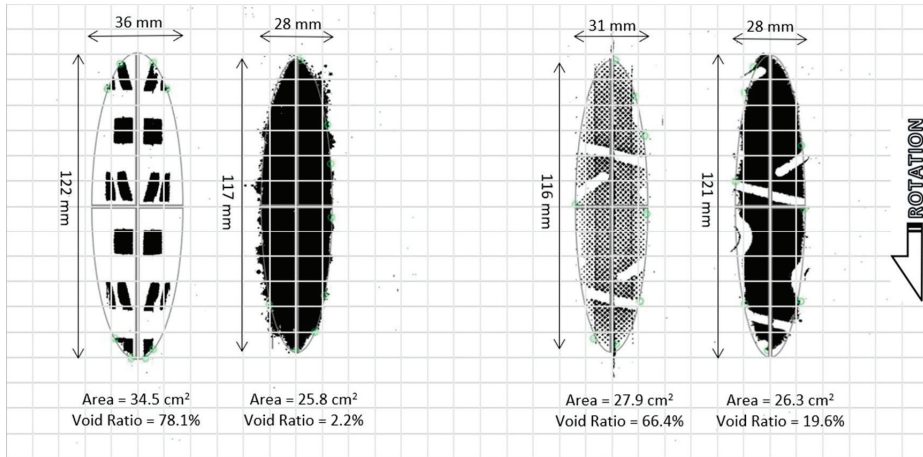 36 mm
28 mm
31 mm
28 mm
122 mm
117 mm
116 mm
121 mm
ROTATION
Area = 34.5 cm²
Void Ratio = 78.1%
Area = 25.8 cm²
Void Ratio = 2.2%
Area = 27.9 cm²
Void Ratio = 66.4%
Area = 26.3 cm²
Void Ratio = 19.6%